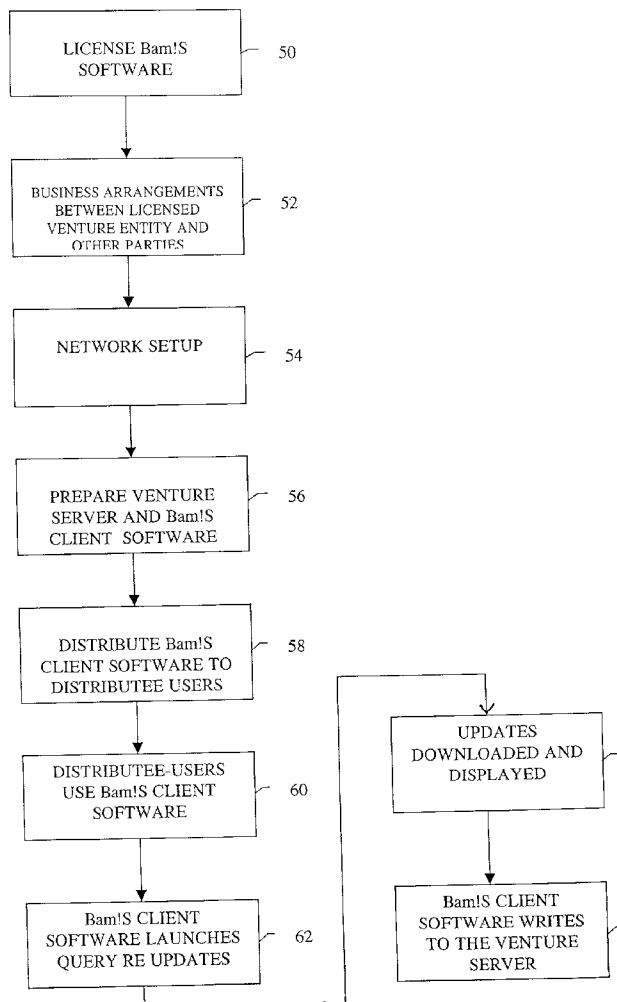 LICENSE Bam!S
SOFTWARE
50
BUSINESS ARRANGEMENTS
BETWEEN LICENSED
VENTURE ENTITY AND
OTHER PARTIES
52
NETWORK SETUP
54
PREPARE VENTURE
SERVER AND Bam!S
CLIENT SOFTWARE
56
DISTRIBUTE Bam!S
CLIENT SOFTWARE TO
DISTRIBUTEE USERS
58
DISTRIBUTEE-USERS
USE Bam!S CLIENT
SOFTWARE
60
Bam!S CLIENT
SOFTWARE LAUNCHES
QUERY RE UPDATES
62
UPDATES
DOWNLOADED AND
DISPLAYED
Bam!S CLIENT
SOFTWARE WRITES
TO THE VENTURE
SERVER